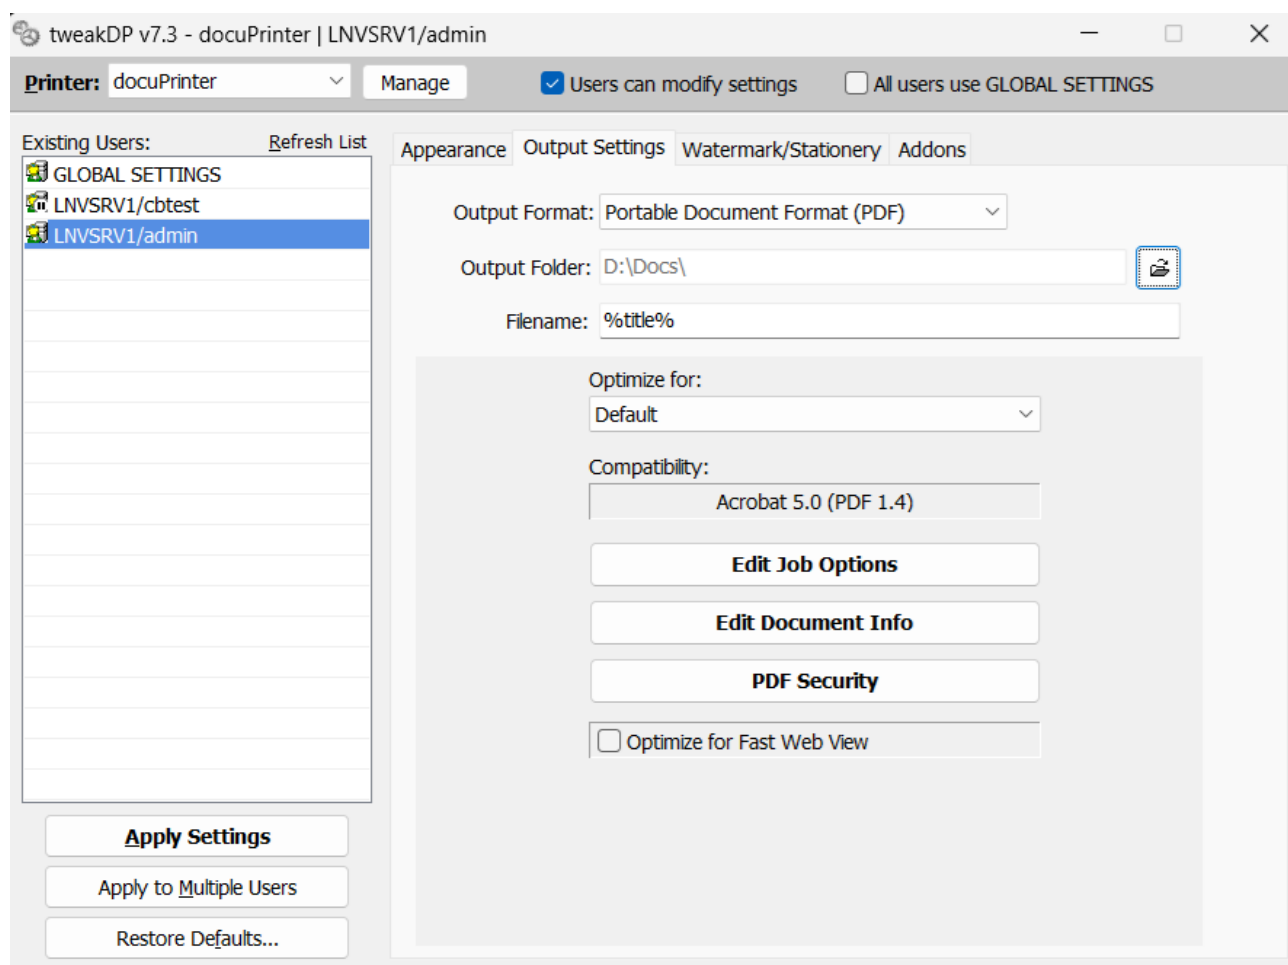 tweakDP v7.3 - docuPrinter | LNVSRV1/admin
Printer: docuPrinter Manage Users can modify settings All users use GLOBAL SETTINGS
Existing Users: Refresh List
GLOBAL SETTINGS
LNVSRV1/cbtest
LNVSRV1/admin
Apply Settings
Apply to Multiple Users
Restore Defaults...
Appearance Output Settings Watermark/Stationery Addons
Output Format: Portable Document Format (PDF)
Output Folder: D:\Docs\
Filename: %title%
Optimize for:
Default
Compatibility:
Acrobat 5.0 (PDF 1.4)
Edit Job Options
Edit Document Info
PDF Security
Optimize for Fast Web View